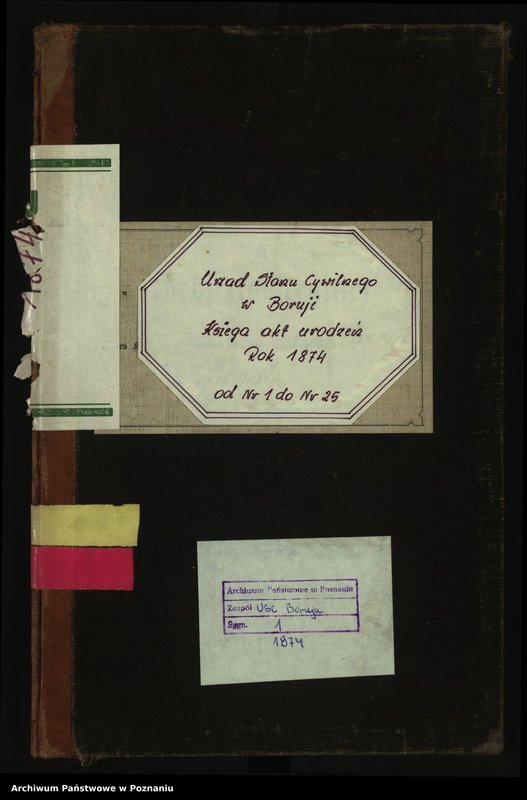 1874
Urzad Stanu Cywilnego
w Boruji
Księga akt urodzeń
Rok 1874
od Nr 1 do Nr 25
Archiwum Państwowe w Poznaniu
Zespół USC Boruja
Sygn. 1
1874
Archiwum Państwowe w Poznaniu